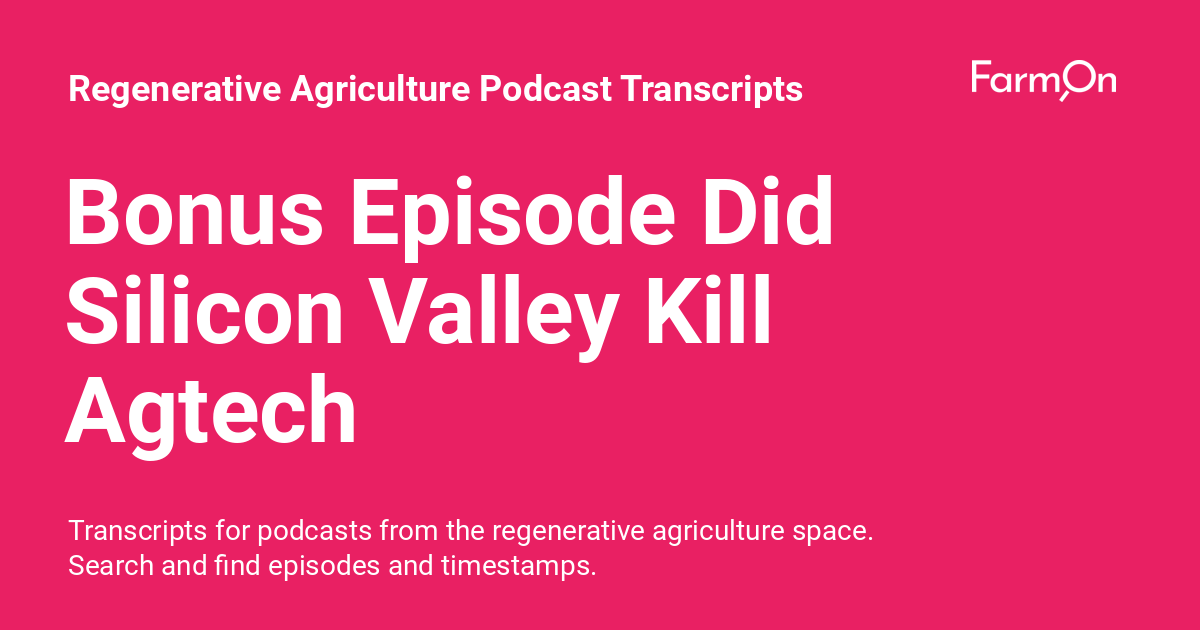 Regenerative Agriculture Podcast Transcripts
FarmOn
Bonus Episode Did
Silicon Valley Kill
Agtech
Transcripts for podcasts from the regenerative agriculture space.
Search and find episodes and timestamps.